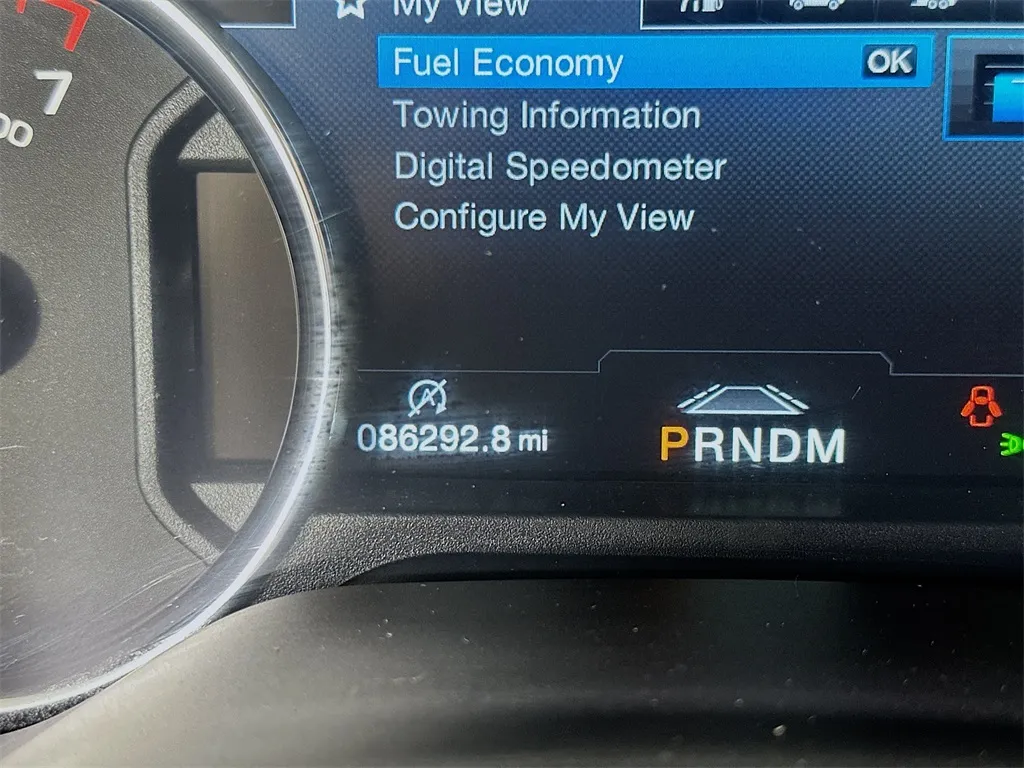 My View
7
Fuel Economy OK
Towing Information
Digital Speedometer
Configure My View
086292.8 mi
PRNDM